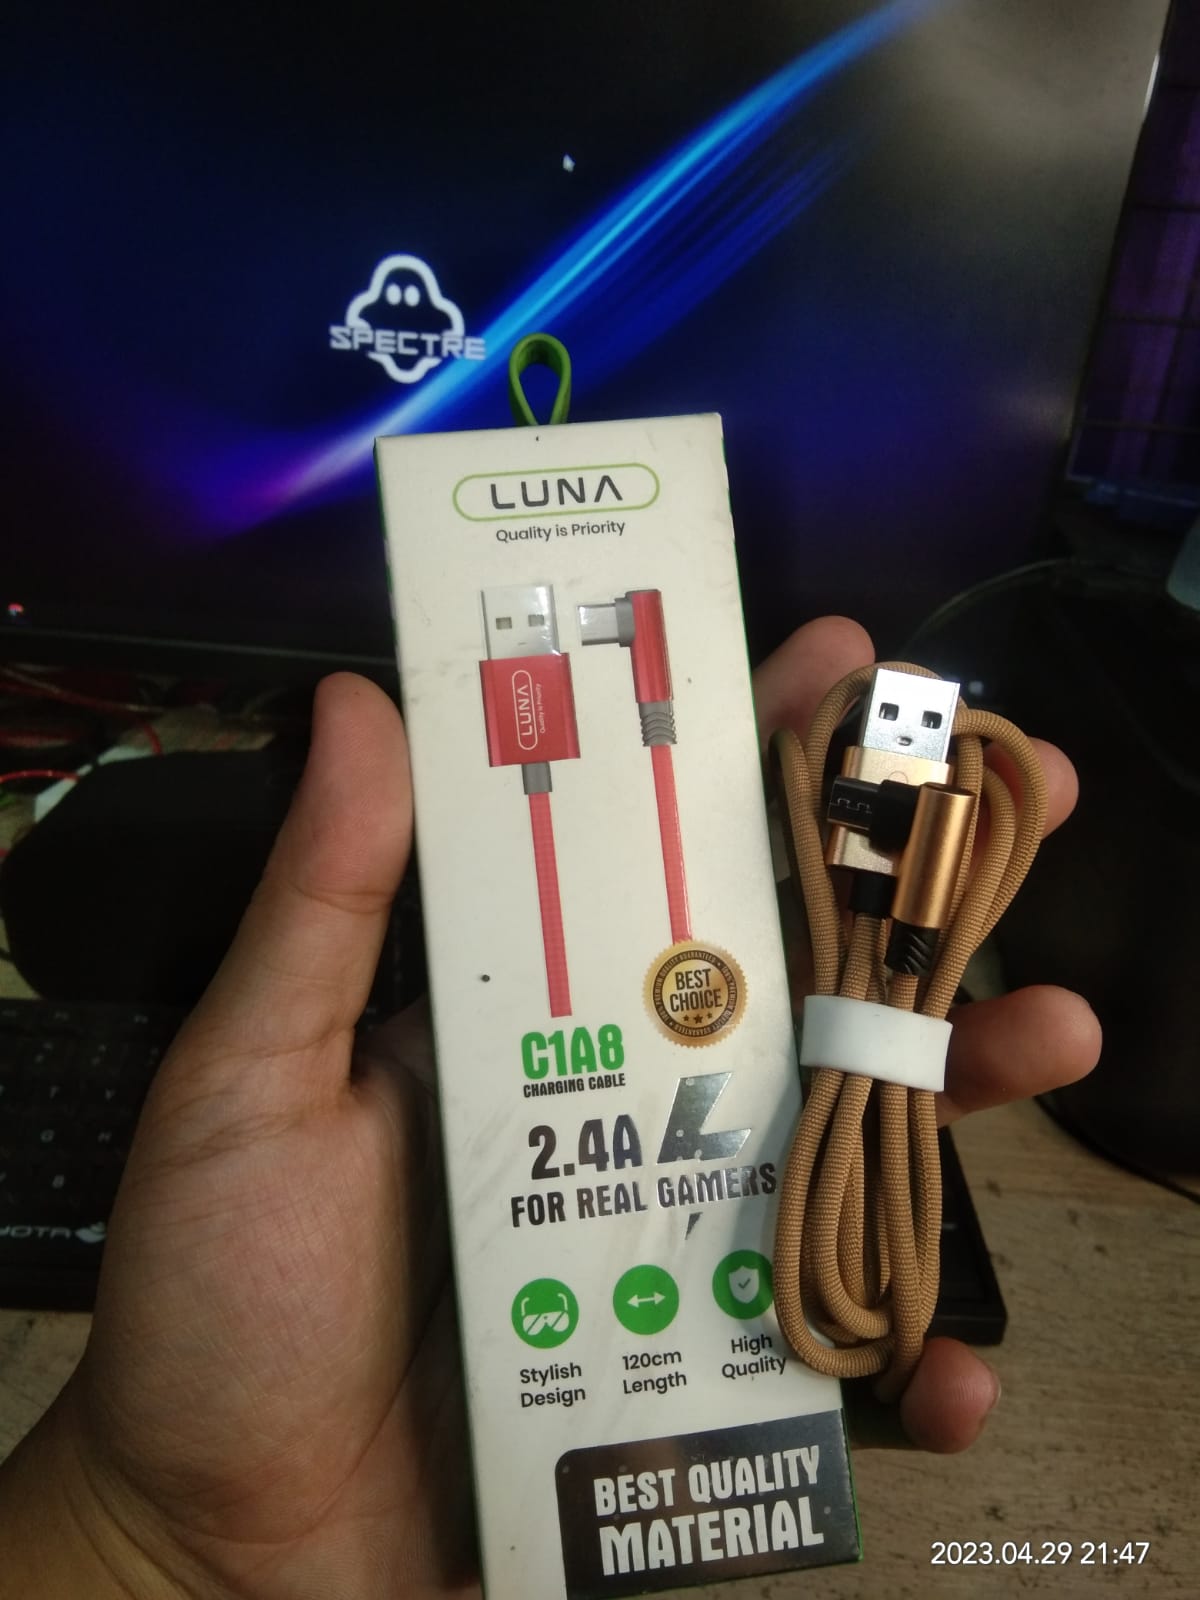 SPECTRE
LUNA
Quality is Priority
LUNA
Quality is Priority
BEST
CHOICE
C1A8
CHARGING CABLE
2.4A
FOR REAL GAMERS
Stylish
Design
120cm
Length
High
Quality
BEST QUALITY
MATERIAL
2023.04.29 21:47